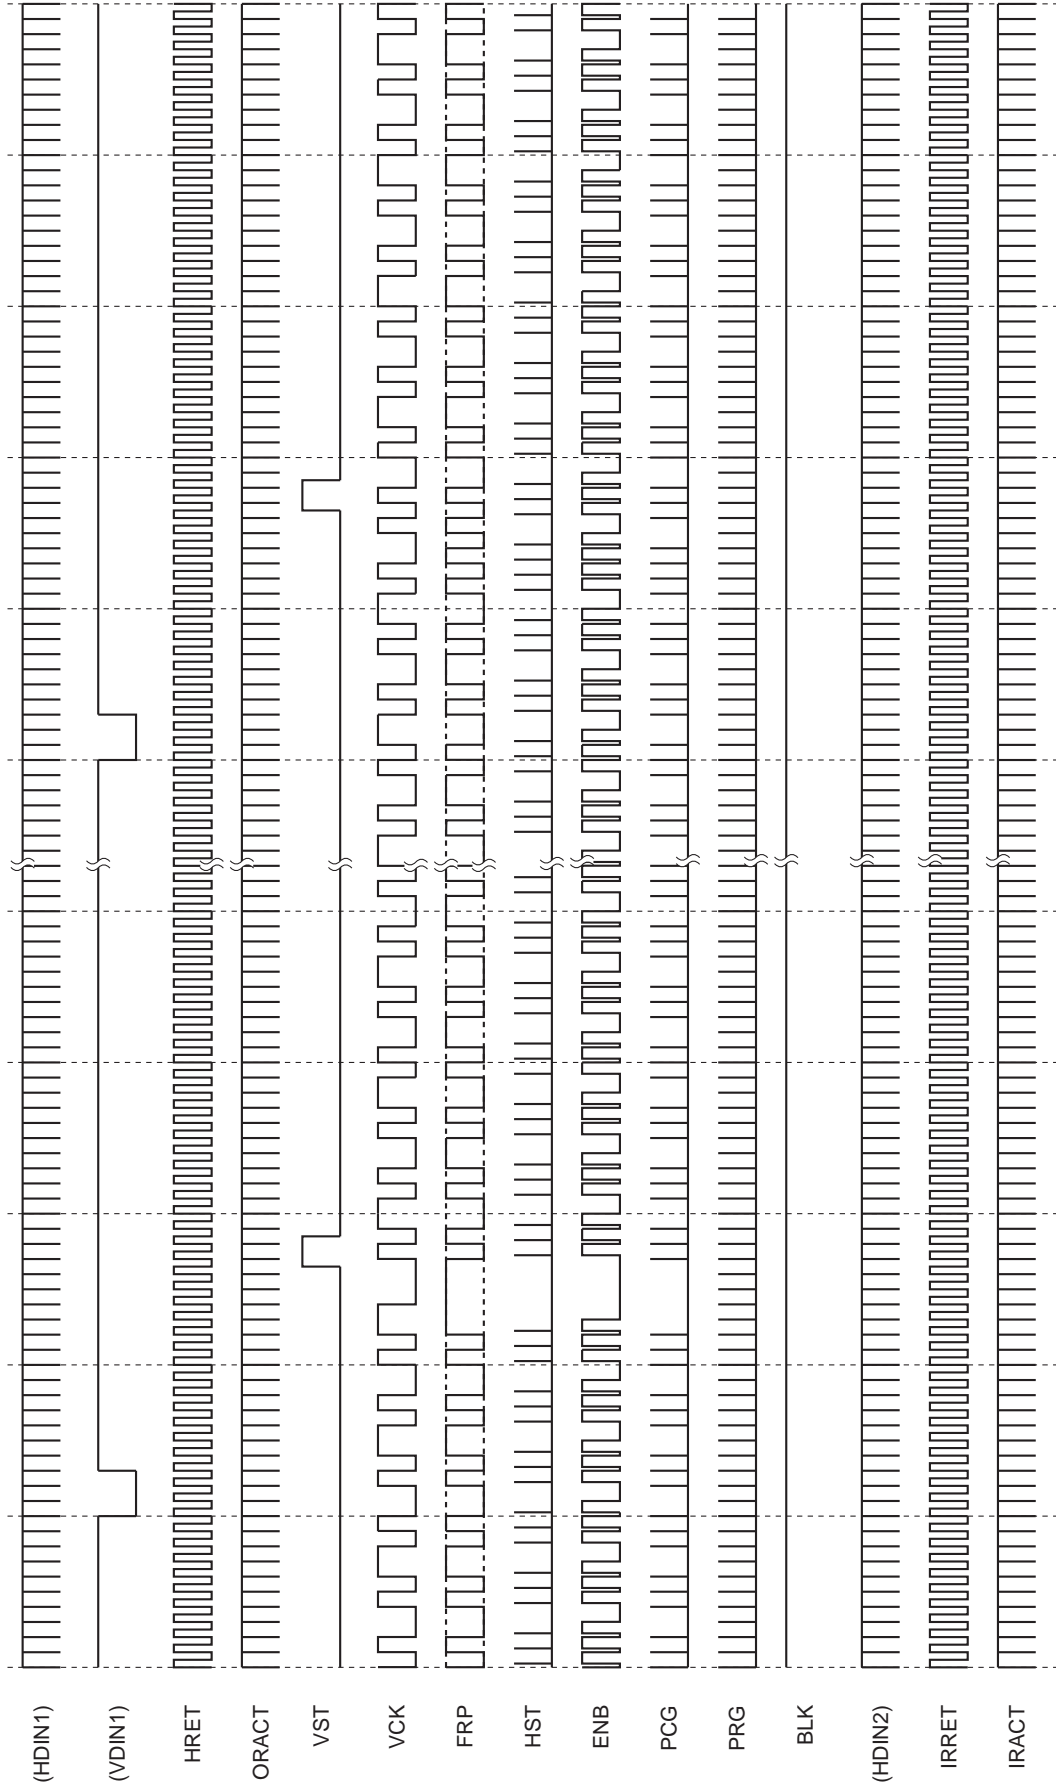 (HDIN1)
(VDIN1)
HRET
ORACT
VST
VCK
FRP
HST
ENB
PCG
PRG
BLK
(HDIN2)
IRRET
IRACT